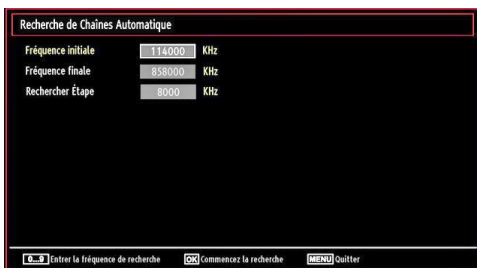 Recherche de Chaînes Automatique
Fréquence initiale 114000 KHz
Fréquence finale 858000 KHz
Rechercher Étape 8000 KHz
0...9 Entrer la fréquence de recherche OK Commencez la recherche MENU Quitter